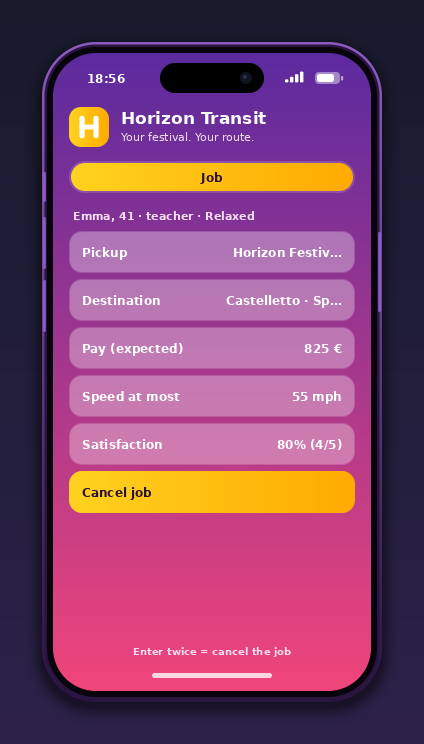 18:56
H
Horizon Transit
Your festival. Your route.
Job
Emma, 41 · teacher · Relaxed
Pickup Horizon Festiv...
Destination Castelletto · Sp...
Pay (expected) 825 €
Speed at most 55 mph
Satisfaction 80% (4/5)
Cancel job
Enter twice = cancel the job